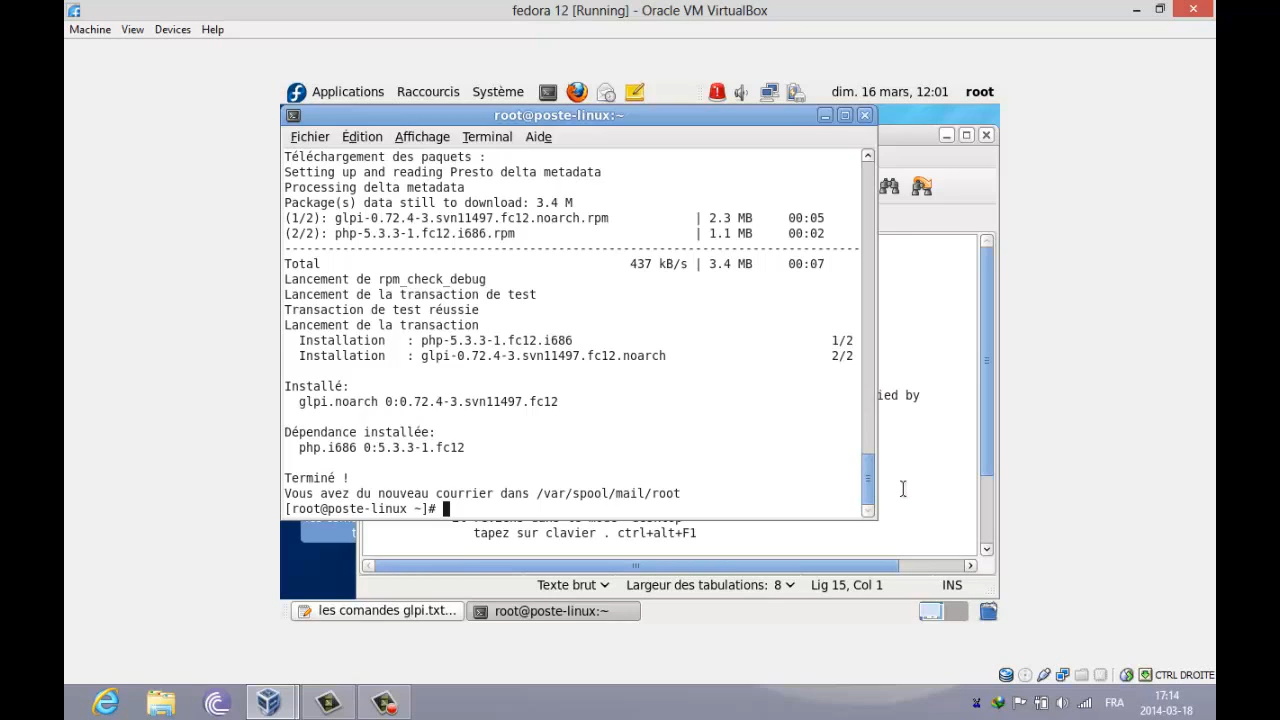 fedora 12 [Running] - Oracle VM VirtualBox
Machine View Devices Help
Applications Raccourcis Système dim. 16 mars, 12:01 root
root@poste-linux:~
Fichier Édition Affichage Terminal Aide
Téléchargement des paquets :
Setting up and reading Presto delta metadata
Processing delta metadata
Package(s) data still to download: 3.4 M
(1/2): glpi-0.72.4-3.svn11497.fc12.noarch.rpm | 2.3 MB 00:05
(2/2): php-5.3.3-1.fc12.i686.rpm | 1.1 MB 00:02
--------------------------------------------------------------------------------
Total 437 kB/s | 3.4 MB 00:07
Lancement de rpm_check_debug
Lancement de la transaction de test
Transaction de test réussie
Lancement de la transaction
Installation : php-5.3.3-1.fc12.i686 1/2
Installation : glpi-0.72.4-3.svn11497.fc12.noarch 2/2
Installé:
ied by
glpi.noarch 0:0.72.4-3.svn11497.fc12
Dépendance installée:
php.i686 0:5.3.3-1.fc12
Terminé !
Vous avez du nouveau courrier dans /var/spool/mail/root
[root@poste-linux ~]#
tapez sur clavier . ctrl+alt+F1
Texte brut Largeur des tabulations: 8 Lig 15, Col 1 INS
les comandes glpi.txt... root@poste-linux:~
CTRL DROITE
FRA 17:14
2014-03-18